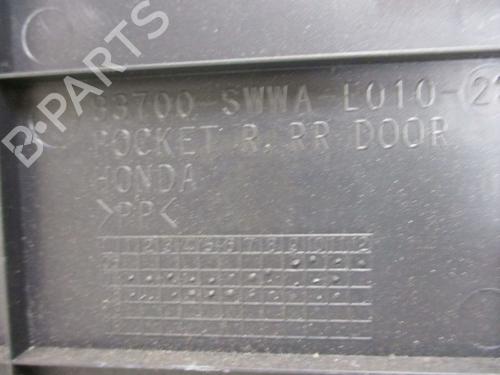 B-PARTS
83700-SWWA-E010-2
POCKET R, RR DOOR
HONDA
>PP<
1 2 3 4 5 6 7 8 9 10 11 12